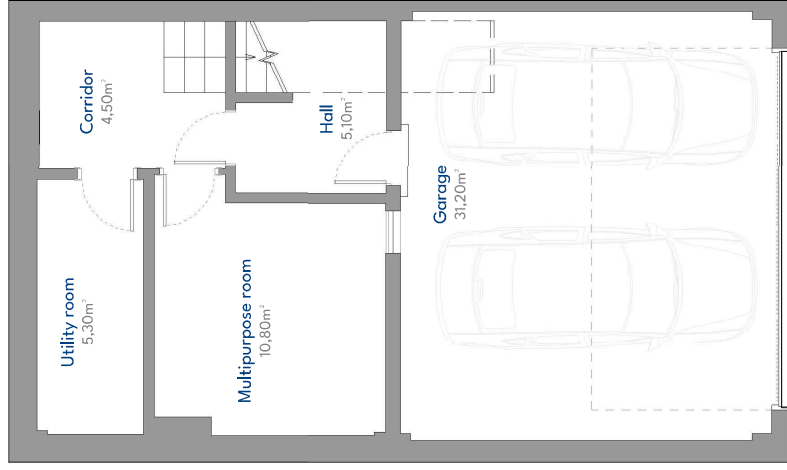 Corridor
4,50m²
Hall
5,10m²
Garage
31,20m²
Utility room
5,30m²
Multipurpose room
10,80m²